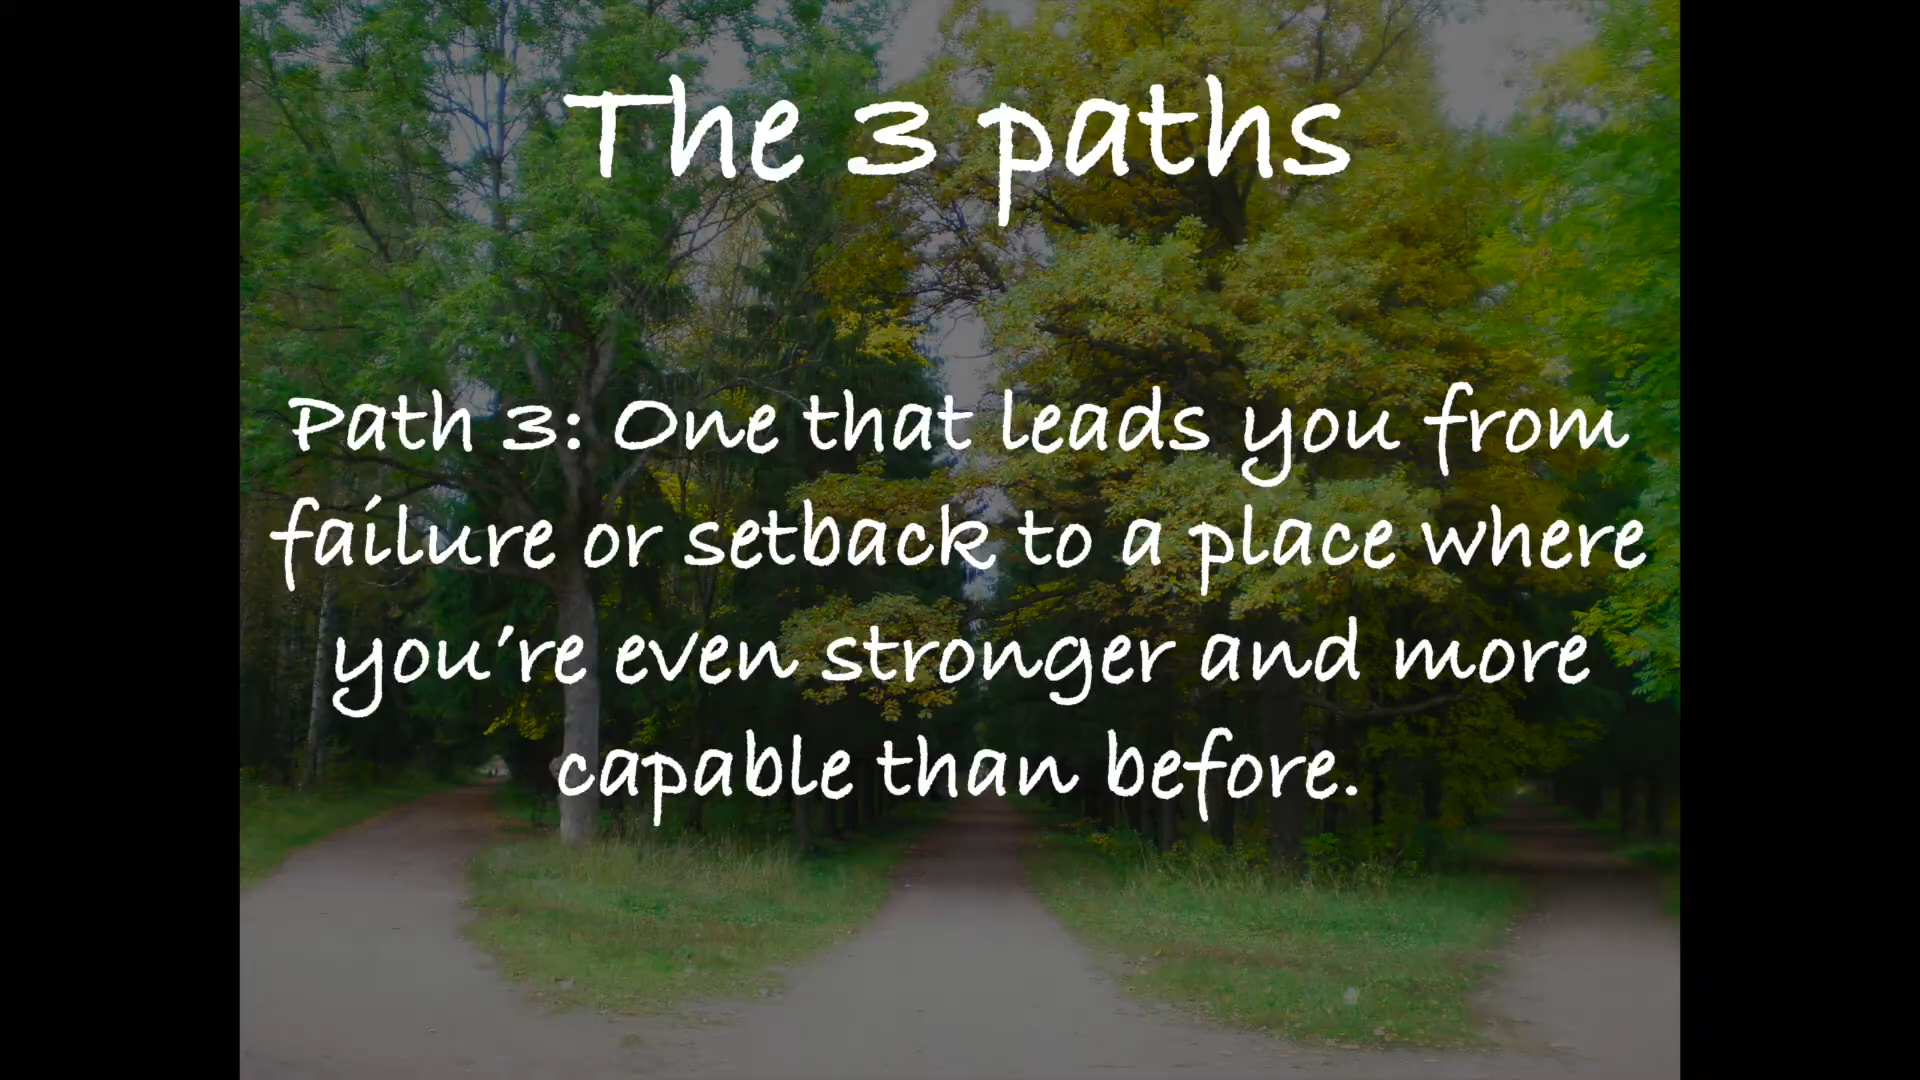 The 3 paths
Path 3: One that leads you from
failure or setback to a place where
you're even stronger and more
capable than before.